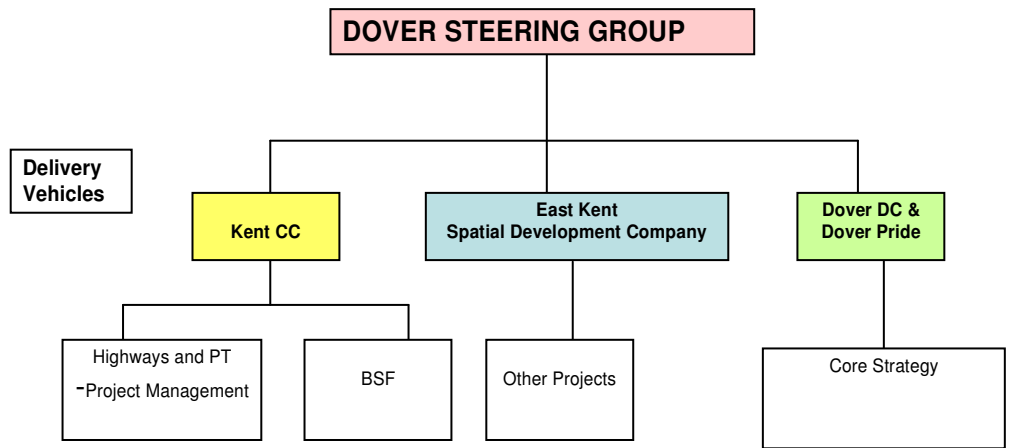 DOVER STEERING GROUP
Delivery
Vehicles
Kent CC
East Kent
Spatial Development Company
Dover DC &
Dover Pride
Highways and PT
-Project Management
BSF
Other Projects
Core Strategy